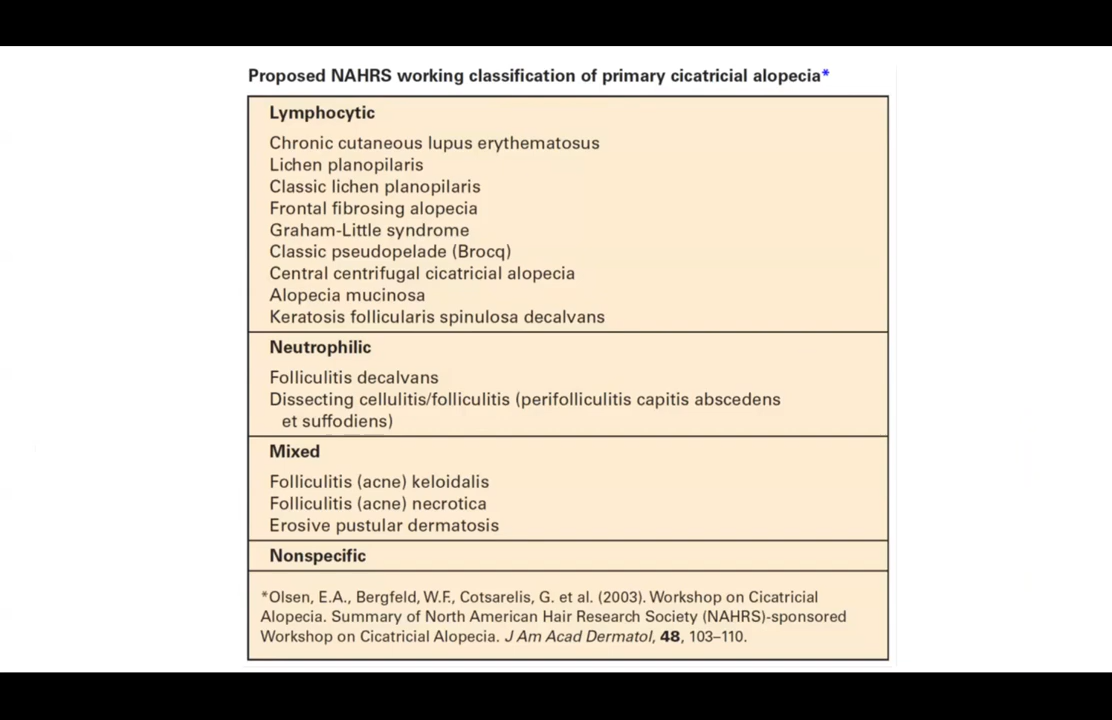 Proposed NAHRS working classification of primary cicatricial alopecia*
Lymphocytic
Chronic cutaneous lupus erythematosus
Lichen planopilaris
Classic lichen planopilaris
Frontal fibrosing alopecia
Graham-Little syndrome
Classic pseudopelade (Brocq)
Central centrifugal cicatricial alopecia
Alopecia mucinosa
Keratosis follicularis spinulosa decalvans
Neutrophilic
Folliculitis decalvans
Dissecting cellulitis/folliculitis (perifolliculitis capitis abscedens
et suffodiens)
Mixed
Folliculitis (acne) keloidalis
Folliculitis (acne) necrotica
Erosive pustular dermatosis
Nonspecific
*Olsen, E.A., Bergfeld, W.F., Cotsarelis, G. et al. (2003). Workshop on Cicatricial
Alopecia. Summary of North American Hair Research Society (NAHRS)-sponsored
Workshop on Cicatricial Alopecia. J Am Acad Dermatol, 48, 103–110.